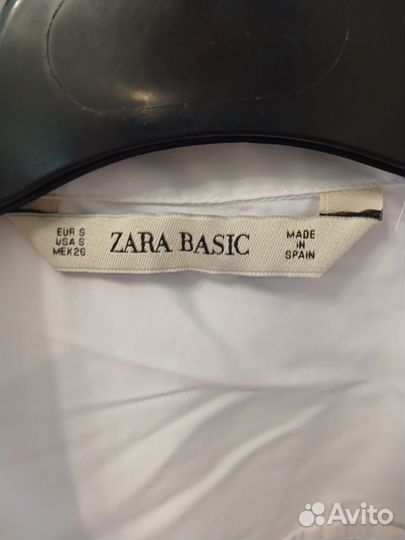 EUR S
USA S
MEX 26
ZARA BASIC
MADE
IN
SPAIN
Avito